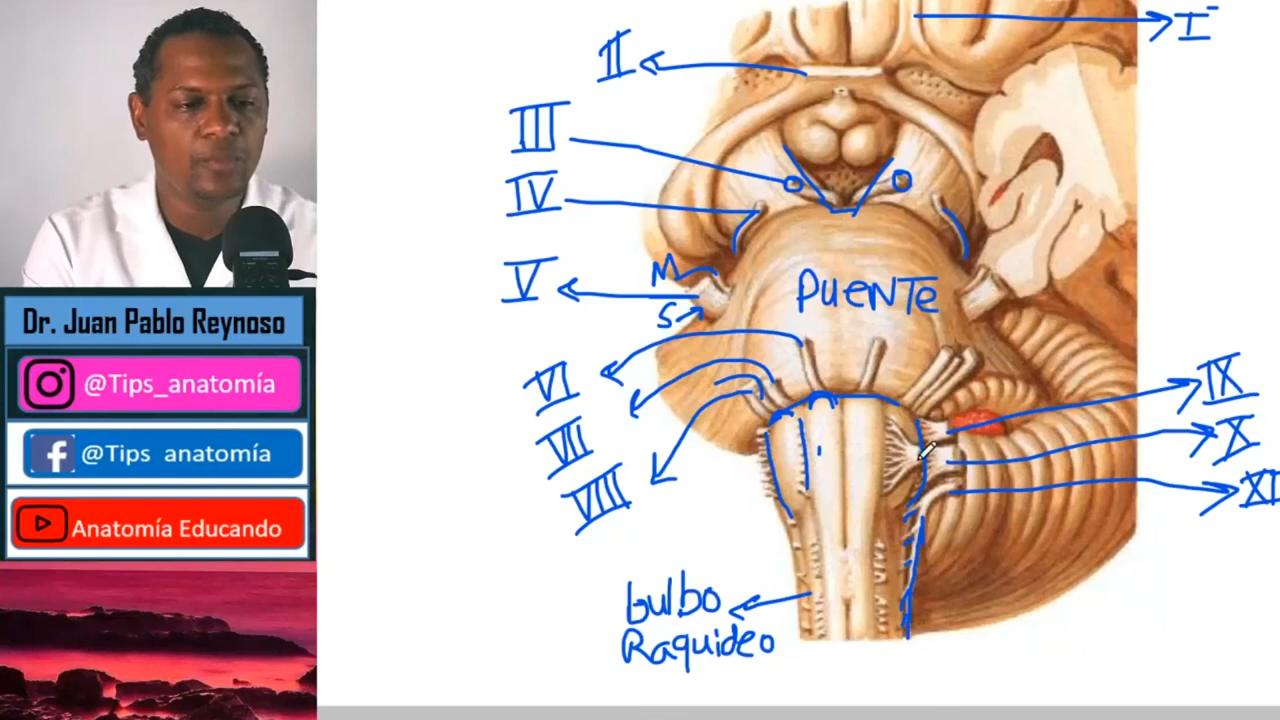 Dr. Juan Pablo Reynoso
@Tips_anatomía
@Tips anatomía
Anatomía Educando
I
II
III
IV
V
M
S
PUENTE
VI
VII
VIII
IX
X
XI
bulbo
Raquideo